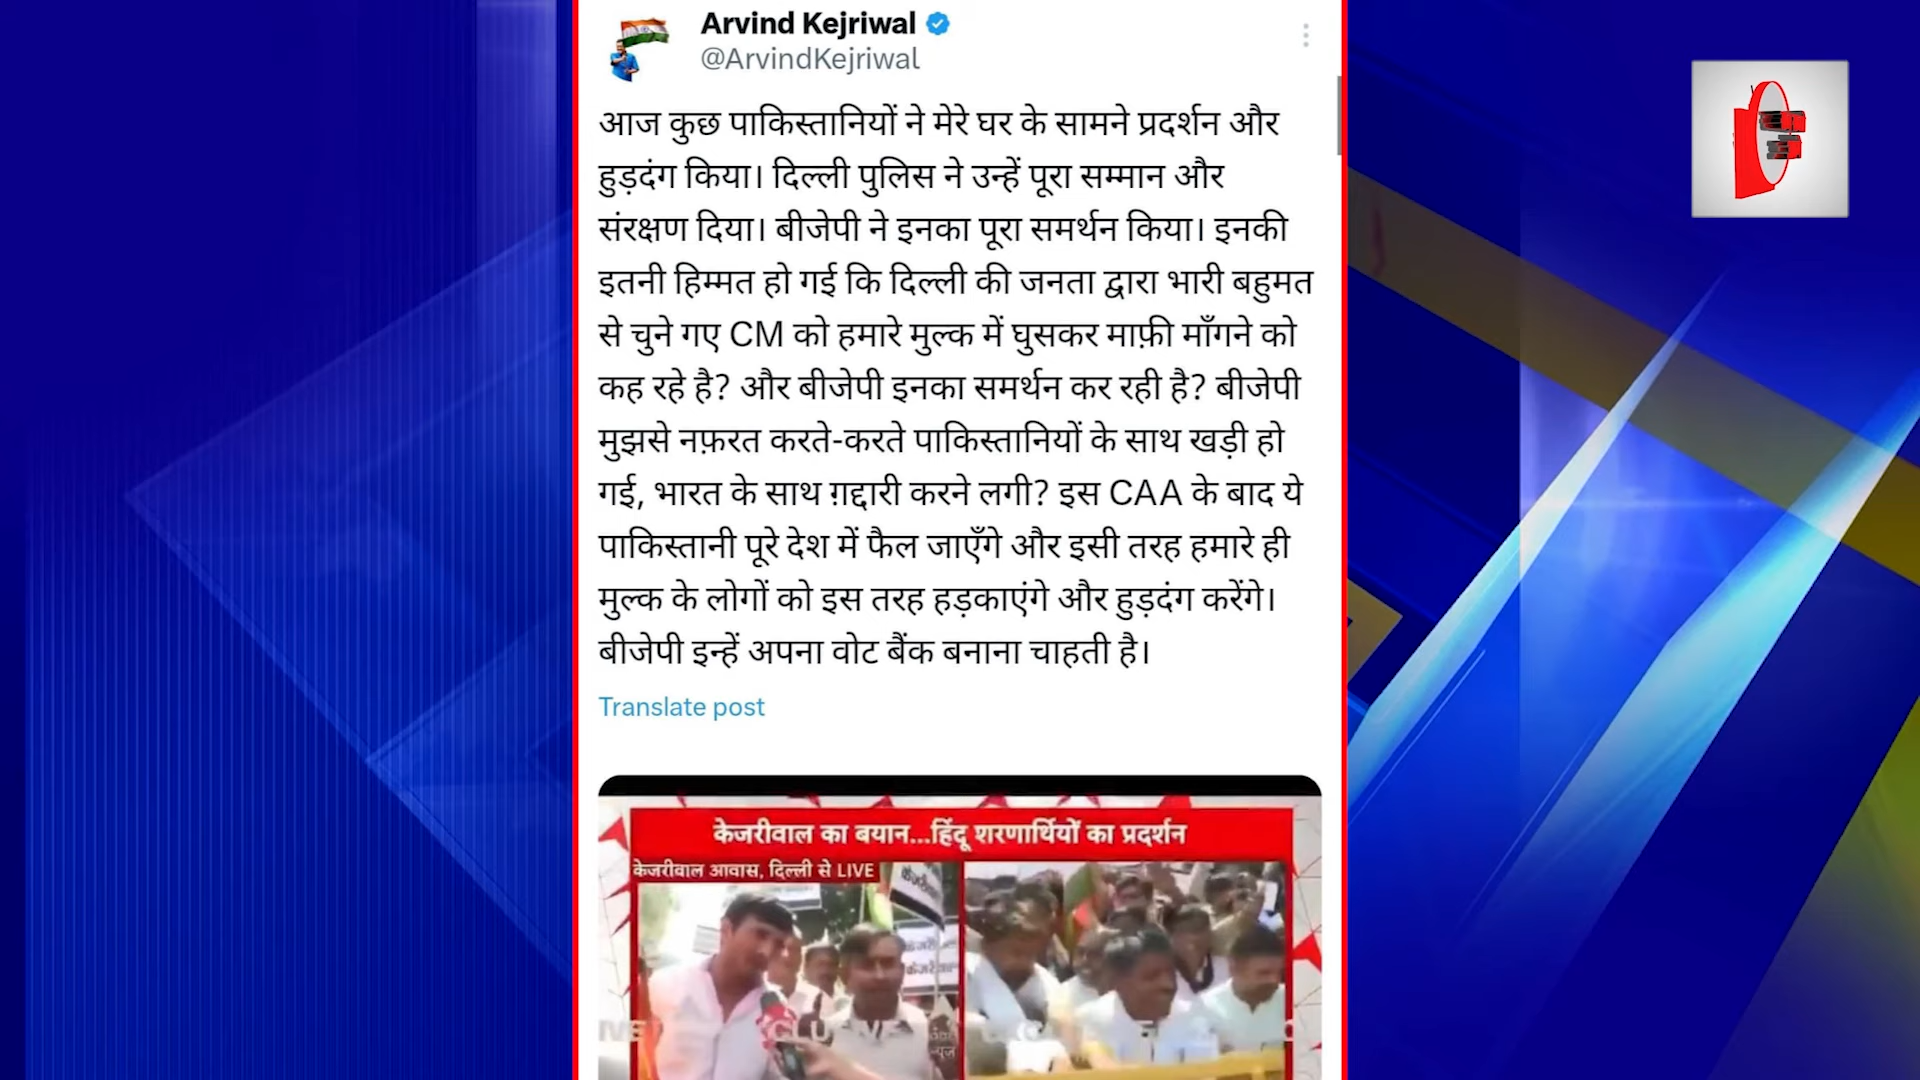 Arvind Kejriwal
@ArvindKejriwal
आज कुछ पाकिस्तानियों ने मेरे घर के सामने प्रदर्शन और
हुड़दंग किया। दिल्ली पुलिस ने उन्हें पूरा सम्मान और
संरक्षण दिया। बीजेपी ने इनका पूरा समर्थन किया। इनकी
इतनी हिम्मत हो गई कि दिल्ली की जनता द्वारा भारी बहुमत
से चुने गए CM को हमारे मुल्क में घुसकर माफ़ी माँगने को
कह रहे है? और बीजेपी इनका समर्थन कर रही है? बीजेपी
मुझसे नफ़रत करते-करते पाकिस्तानियों के साथ खड़ी हो
गई, भारत के साथ ग़द्दारी करने लगी? इस CAA के बाद ये
पाकिस्तानी पूरे देश में फैल जाएँगे और इसी तरह हमारे ही
मुल्क के लोगों को इस तरह हड़काएंगे और हुड़दंग करेंगे।
बीजेपी इन्हें अपना वोट बैंक बनाना चाहती है।
Translate post
केजरीवाल का बयान...हिंदू शरणार्थियों का प्रदर्शन
केजरीवाल आवास, दिल्ली से LIVE